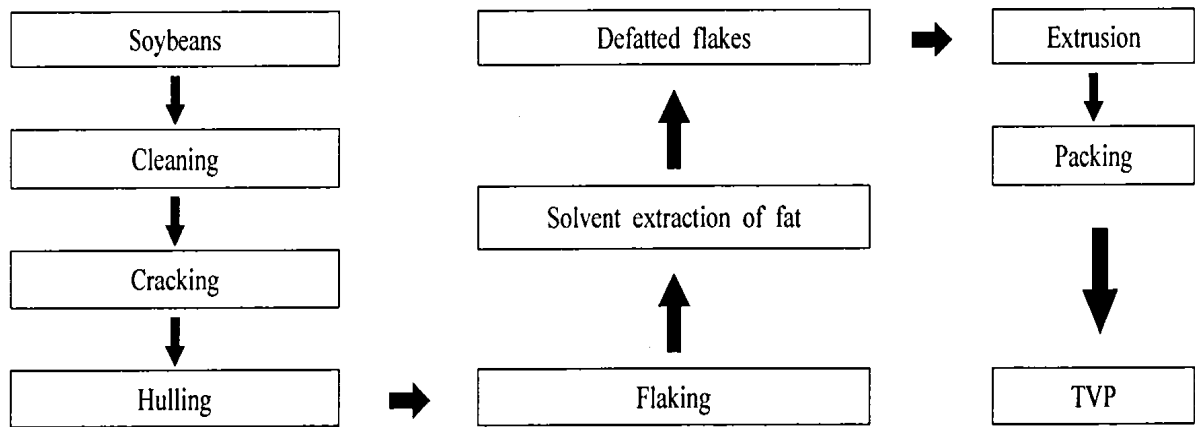 Soybeans
Cleaning
Cracking
Hulling
Flaking
Solvent extraction of fat
Defatted flakes
Extrusion
Packing
TVP